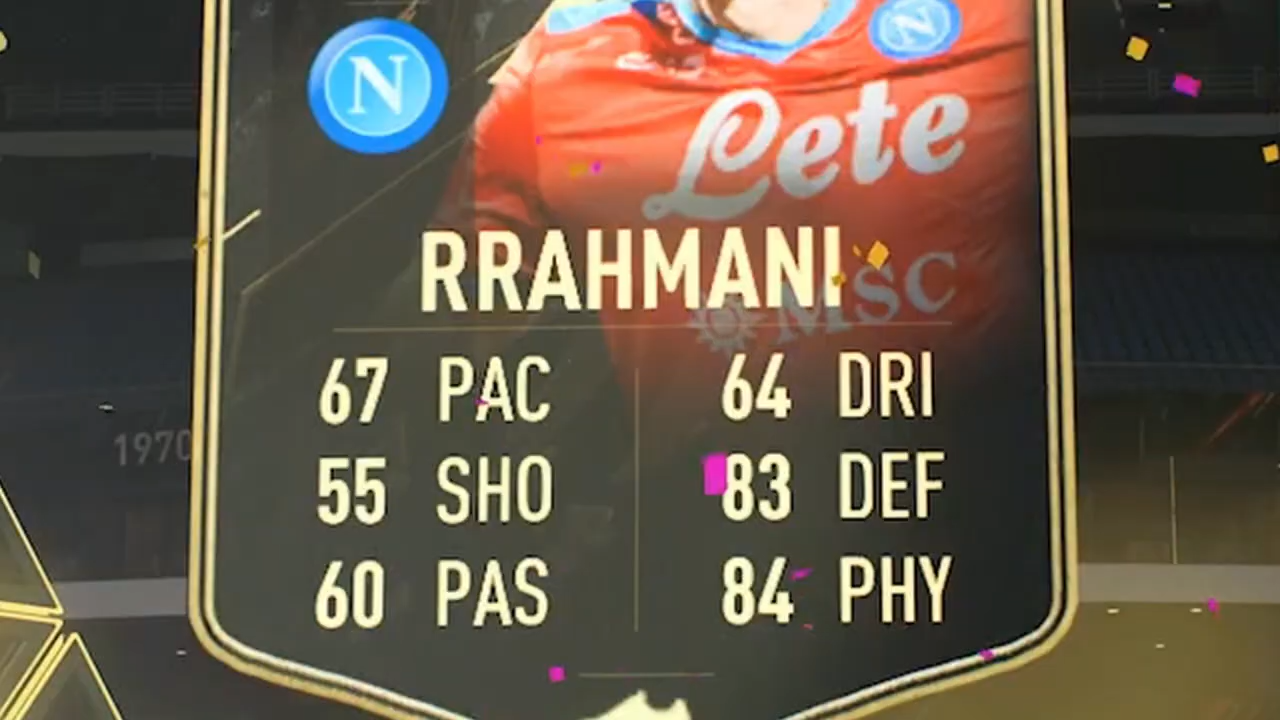 N
N
Lete
RRAHMANI
MSC
67 PAC 64 DRI
1970
55 SHO 83 DEF
60 PAS 84 PHY